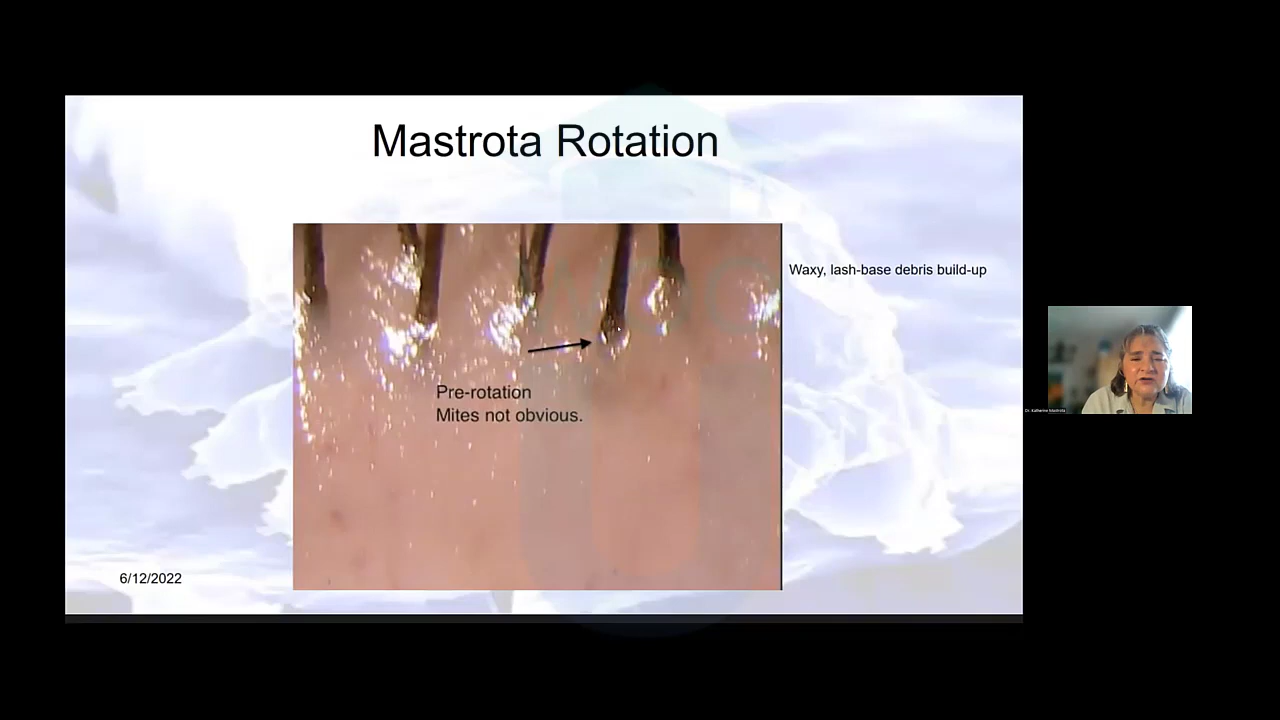 Mastrota Rotation
Waxy, lash-base debris build-up
Pre-rotation
Mites not obvious.
6/12/2022
Dr. Katherine Mastrota